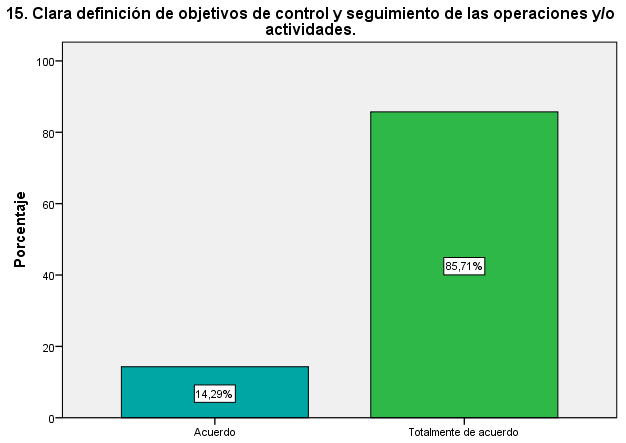 15. Clara definición de objetivos de control y seguimiento de las operaciones y/o
actividades.
Porcentaje
100
80
60
40
20
0
14,29%
85,71%
Acuerdo
Totalmente de acuerdo